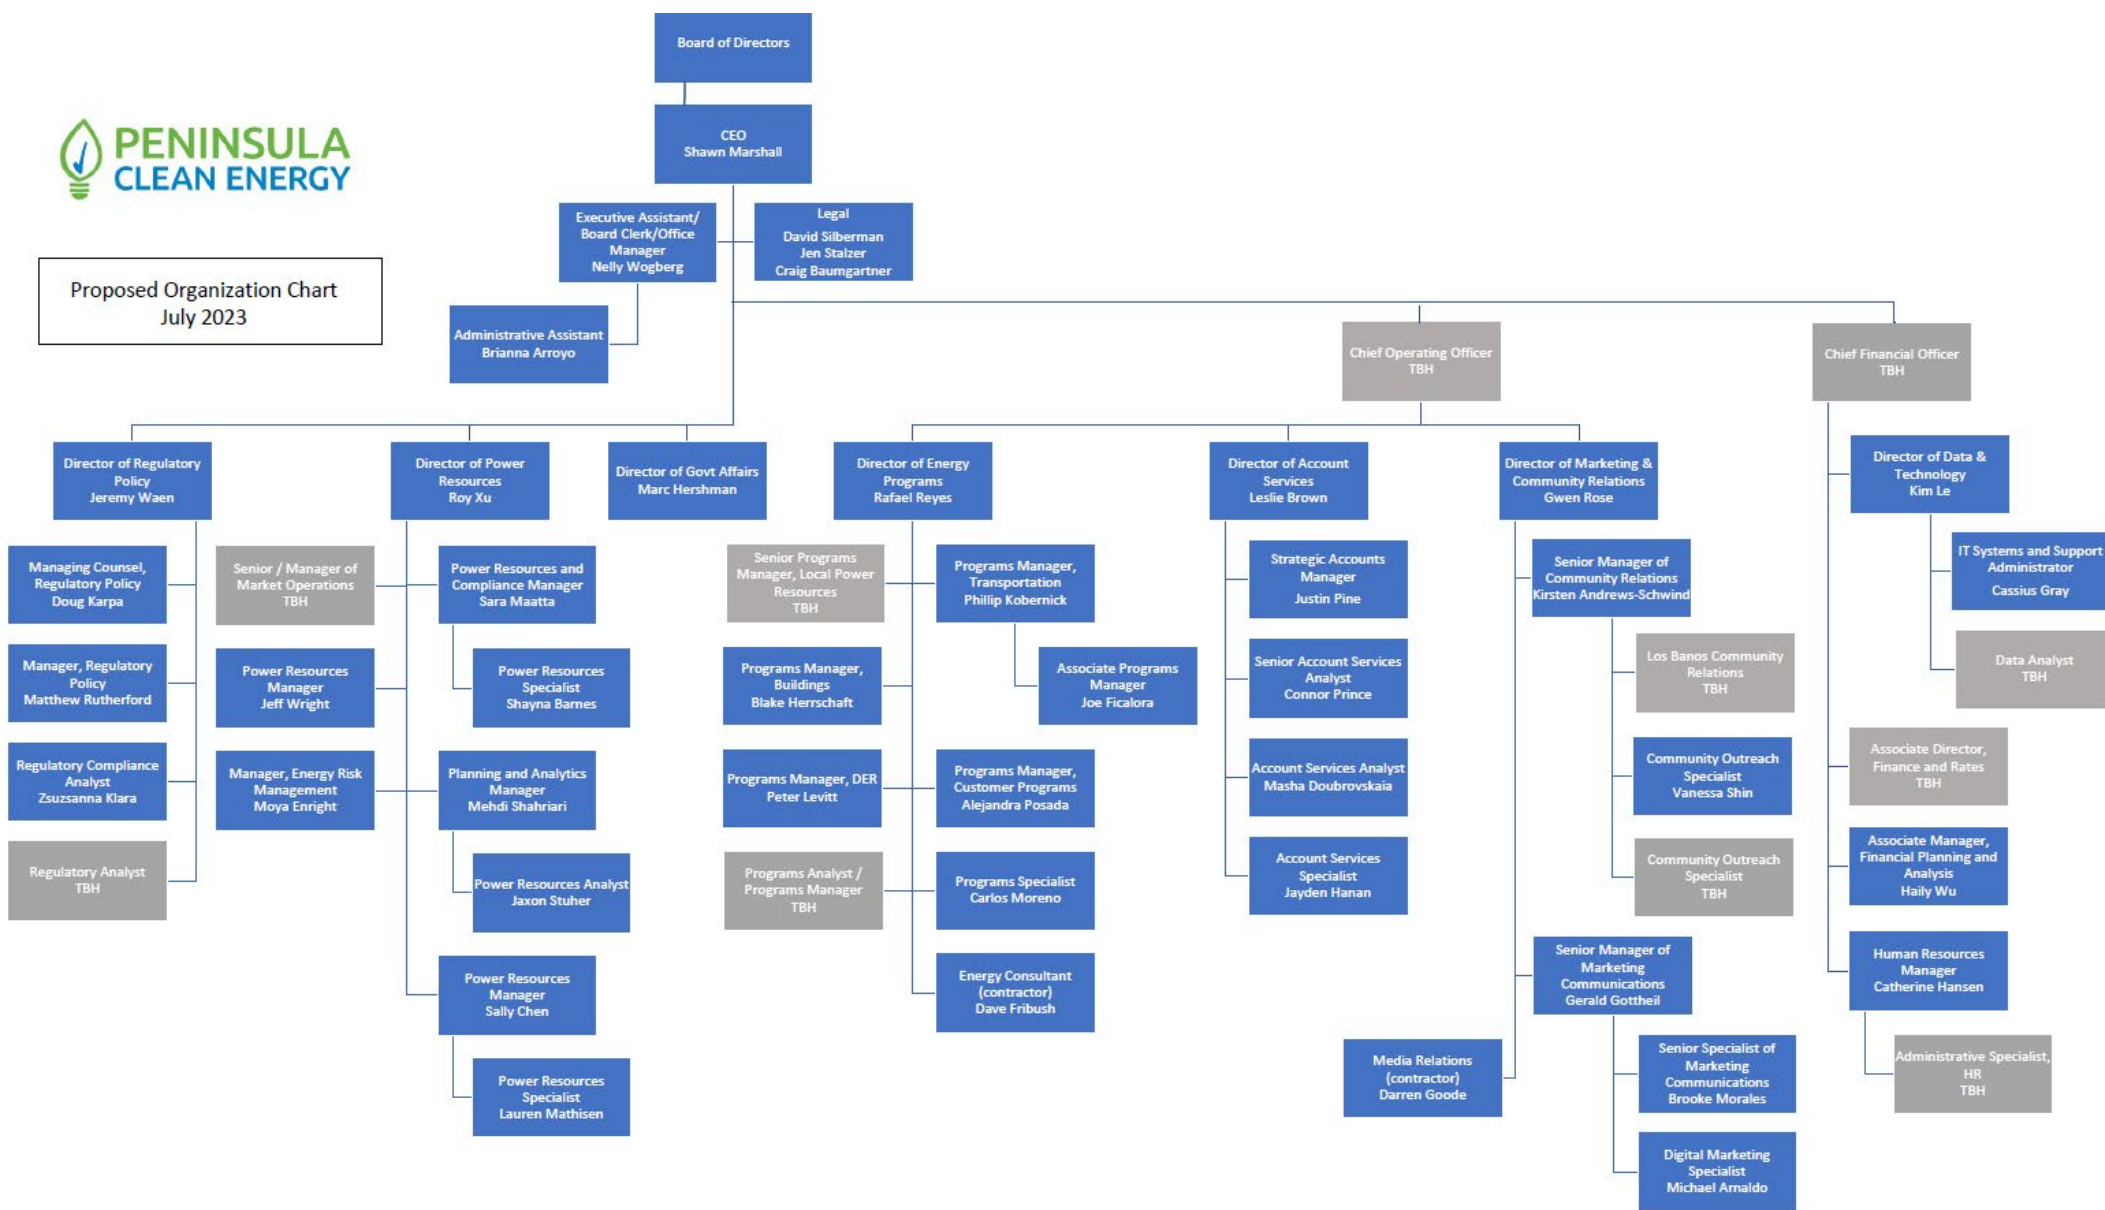 Board of Directors
CEO
Shawn Marshall
PENINSULA
CLEAN ENERGY
Executive Assistant/
Board Clerk/Office
Manager
Nelly Wogberg
Legal
David Silberman
Jen Stalzer
Craig Baumgartner
Proposed Organization Chart
July 2023
Administrative Assistant
Brianna Arroyo
Chief Operating Officer
TBH
Chief Financial Officer
TBH
Director of Regulatory
Policy
Jeremy Waen
Director of Power
Resources
Roy Xu
Director of Govt Affairs
Marc Hershman
Director of Energy
Programs
Rafael Reyes
Director of Account
Services
Leslie Brown
Director of Marketing &
Community Relations
Gwen Rose
Director of Data &
Technology
Kim Le
Managing Counsel,
Regulatory Policy
Doug Karpa
Manager, Regulatory
Policy
Matthew Rutherford
Regulatory Compliance
Analyst
Zsuzsanna Klara
Regulatory Analyst
TBH
Senior / Manager of
Market Operations
TBH
Power Resources
Manager
Jeff Wright
Manager, Energy Risk
Management
Moya Enright
Power Resources and
Compliance Manager
Sara Maatta
Power Resources
Specialist
Shayna Barnes
Planning and Analytics
Manager
Mehdi Shahriari
Power Resources Analyst
Jaxon Stuher
Power Resources
Manager
Sally Chen
Power Resources
Specialist
Lauren Mathisen
Senior Programs
Manager, Local Power
Resources
TBH
Programs Manager,
Buildings
Blake Herrschaft
Programs Manager, DER
Peter Levitt
Programs Analyst /
Programs Manager
TBH
Programs Manager,
Transportation
Phillip Kobernick
Associate Programs
Manager
Joe Ficalora
Programs Manager,
Customer Programs
Alejandra Posada
Programs Specialist
Carlos Moreno
Energy Consultant
(contractor)
Dave Fribush
Strategic Accounts
Manager
Justin Pine
Senior Account Services
Analyst
Connor Prince
Account Services Analyst
Masha Doubrovskaia
Account Services
Specialist
Jayden Hanan
Senior Manager of
Community Relations
Kirsten Andrews-Schwind
Los Banos Community
Relations
TBH
Community Outreach
Specialist
Vanessa Shin
Community Outreach
Specialist
TBH
Senior Manager of
Marketing
Communications
Gerald Gottheil
Media Relations
(contractor)
Darren Goode
Senior Specialist of
Marketing
Communications
Brooke Morales
Digital Marketing
Specialist
Michael Arnaldo
IT Systems and Support
Administrator
Cassius Gray
Data Analyst
TBH
Associate Director,
Finance and Rates
TBH
Associate Manager,
Financial Planning and
Analysis
Haily Wu
Human Resources
Manager
Catherine Hansen
Administrative Specialist,
HR
TBH